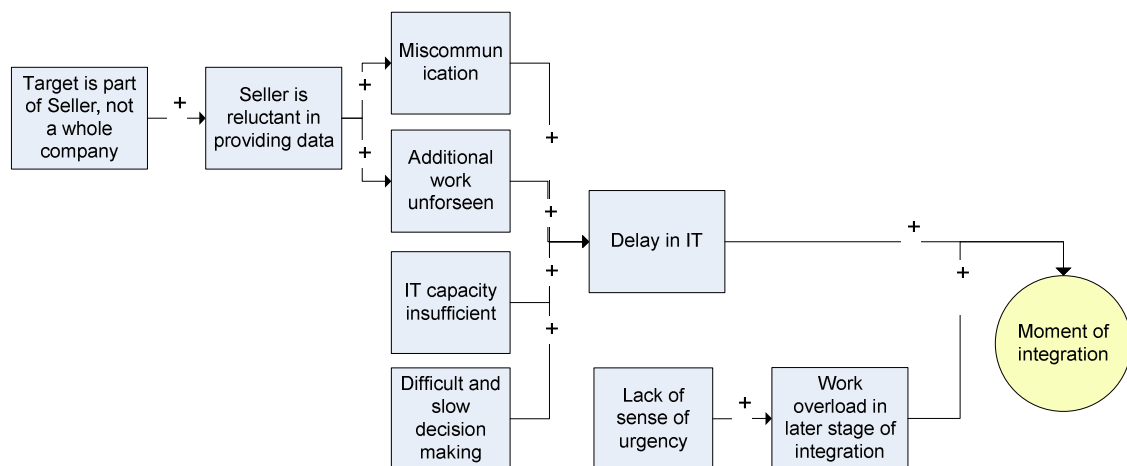 Miscommun
ication
Target is part
of Seller, not
a whole
company
+
Seller is
reluctant in
providing data
+
+
+
Additional
work
unforseen
+
Delay in IT
+
IT capacity
insufficient
+
+
+
Moment of
integration
Difficult and
slow
decision
making
Lack of
sense of
urgency
+
Work
overload in
later stage of
integration